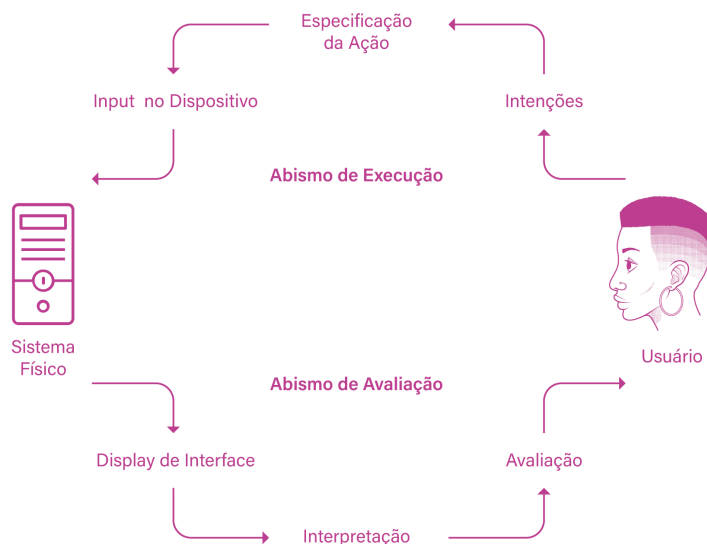 Especificação
da Ação
Input no Dispositivo
Intenções
Abismo de Execução
Sistema
Físico
Usuário
Abismo de Avaliação
Display de Interface
Avaliação
Interpretação